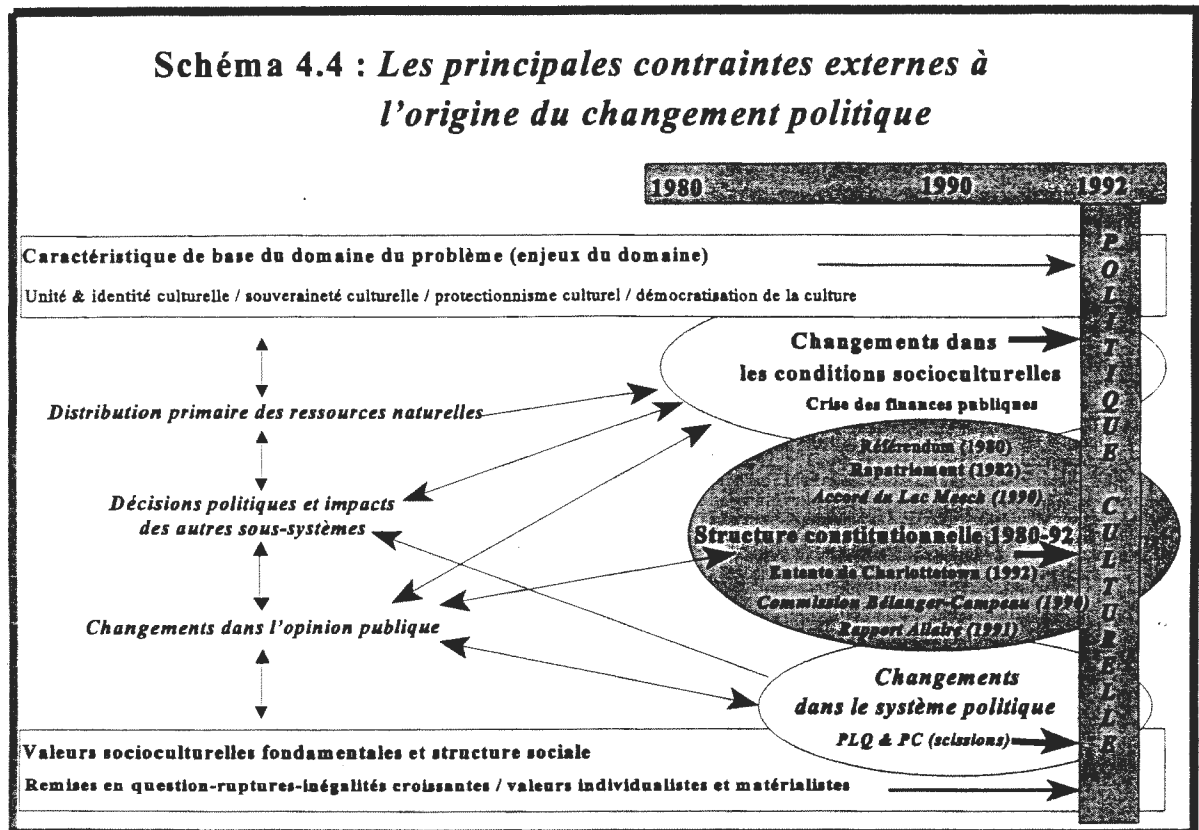 Schéma 4.4 : Les principales contraintes externes à
l'origine du changement politique
1980 1990 1992
Caractéristique de base du domaine du problème (enjeux du domaine)
Unité & identité culturelle / souveraineté culturelle / protectionnisme culturel / démocratisation de la culture
Changements dans
les conditions socioculturelles
Crise des finances publiques
Distribution primaire des ressources naturelles
Référendum (1980)
Rapatriement (1982)
Accord du Lac Meech (1990)
Décisions politiques et impacts
des autres sous-systèmes
Structure constitutionnelle 1980-92
Entente de Charlottetown (1992)
Commission Bélanger-Campeau (1990)
Rapport Allaire (1991)
Changements dans l'opinion publique
Changements
dans le système politique
PLQ & PC (scissions)
Valeurs socioculturelles fondamentales et structure sociale
Remises en question-ruptures-inégalités croissantes / valeurs individualistes et matérialistes
POLITIQUE CULTURELLE